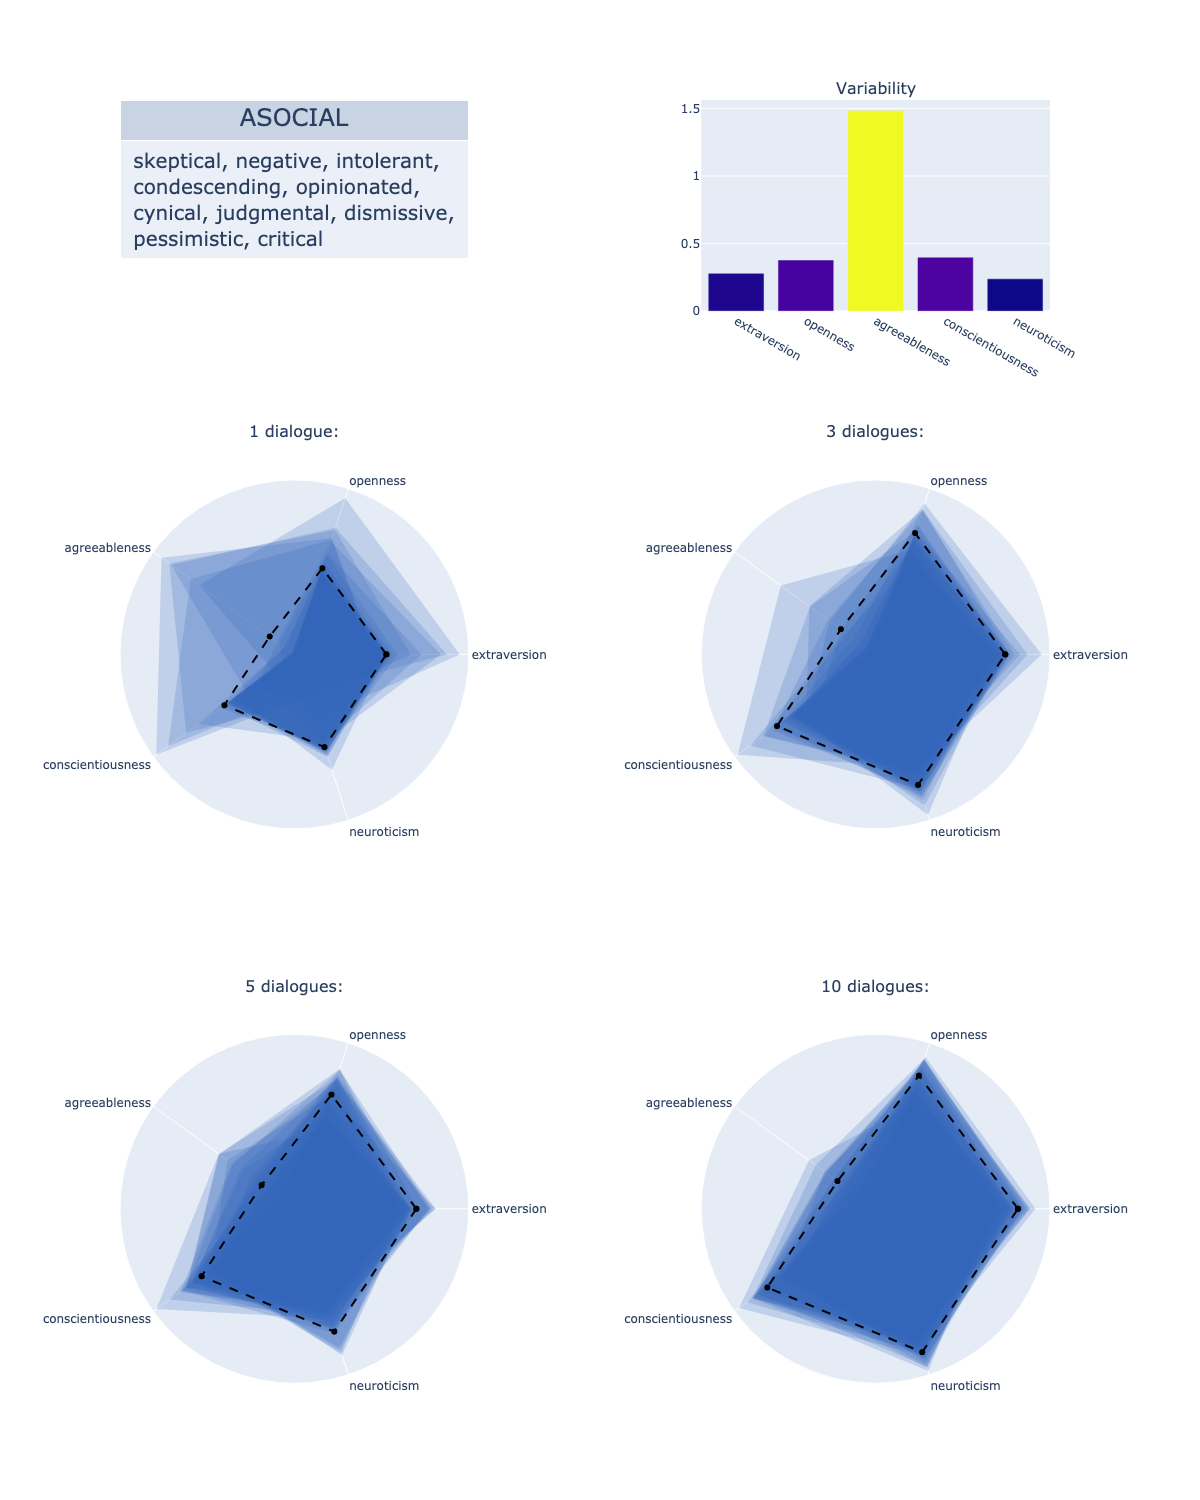 ASOCIAL
skeptical, negative, intolerant,
condescending, opinionated,
cynical, judgmental, dismissive,
pessimistic, critical
Variability
1.5
1
0.5
0
extraversion
openness
agreeableness
conscientiousness
neuroticism
1 dialogue:
openness
agreeableness
extraversion
conscientiousness
neuroticism
3 dialogues:
openness
agreeableness
extraversion
conscientiousness
neuroticism
5 dialogues:
openness
agreeableness
extraversion
conscientiousness
neuroticism
10 dialogues:
openness
agreeableness
extraversion
conscientiousness
neuroticism